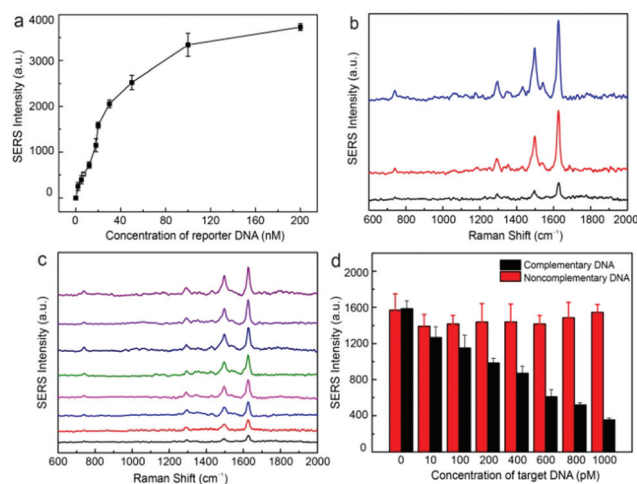 a
SERS Intensity (a.u.)
4000
3000
2000
1000
0
0 40 80 120 160 200
Concentration of reporter DNA (nM)
b
SERS Intensity (a.u.)
600 800 1000 1200 1400 1600 1800 2000
Raman Shift (cm⁻¹)
c
SERS Intensity (a.u.)
600 800 1000 1200 1400 1600 1800 2000
Raman Shift (cm⁻¹)
d
SERS Intensity (a.u.)
Complementary DNA
Noncomplementary DNA
2000
1600
1200
800
400
0 10 100 200 400 600 800 1000
Concentration of target DNA (pM)